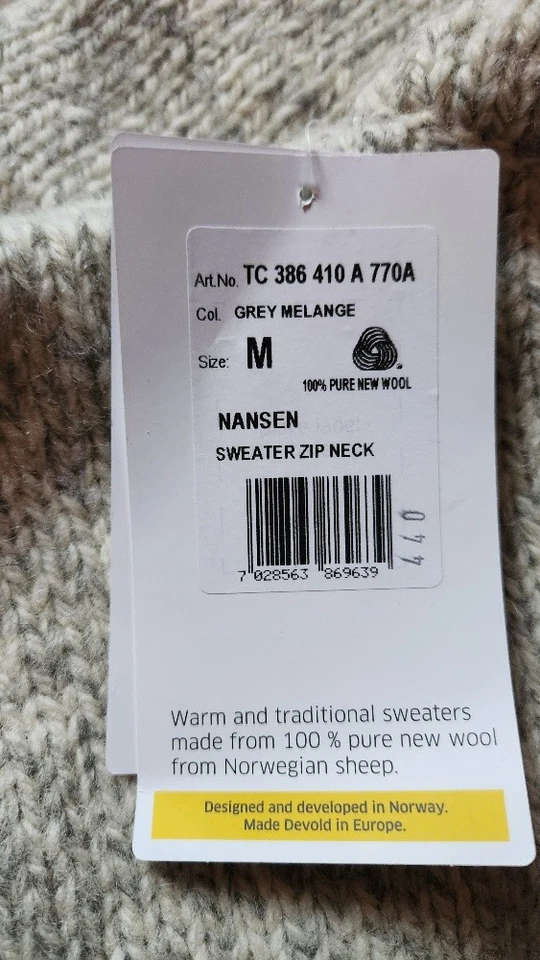 Art.No. TC 386 410 A 770A
Col. GREY MELANGE
Size: M
100% PURE NEW WOOL
NANSEN
SWEATER ZIP NECK
7 028563 869639
440
Warm and traditional sweaters
made from 100 % pure new wool
from Norwegian sheep.
Designed and developed in Norway.
Made Devold in Europe.